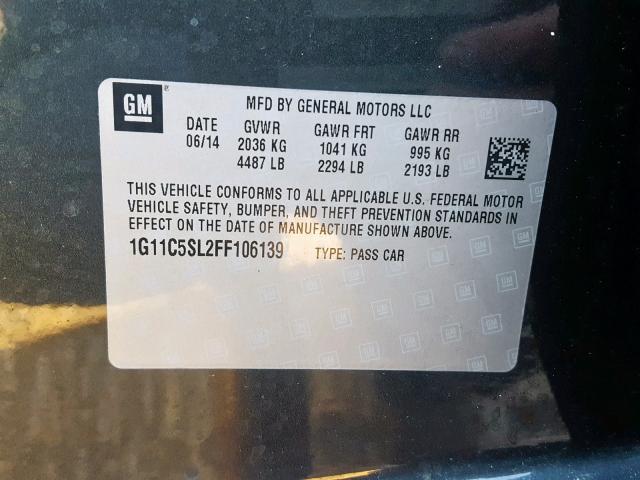 GM
MFD BY GENERAL MOTORS LLC
DATE GVWR GAWR FRT GAWR RR
06/14 2036 KG 1041 KG 995 KG
4487 LB 2294 LB 2193 LB
THIS VEHICLE CONFORMS TO ALL APPLICABLE U.S. FEDERAL MOTOR
VEHICLE SAFETY, BUMPER, AND THEFT PREVENTION STANDARDS IN
EFFECT ON THE DATE OF MANUFACTURE SHOWN ABOVE.
1G11C5SL2FF106139 TYPE: PASS CAR